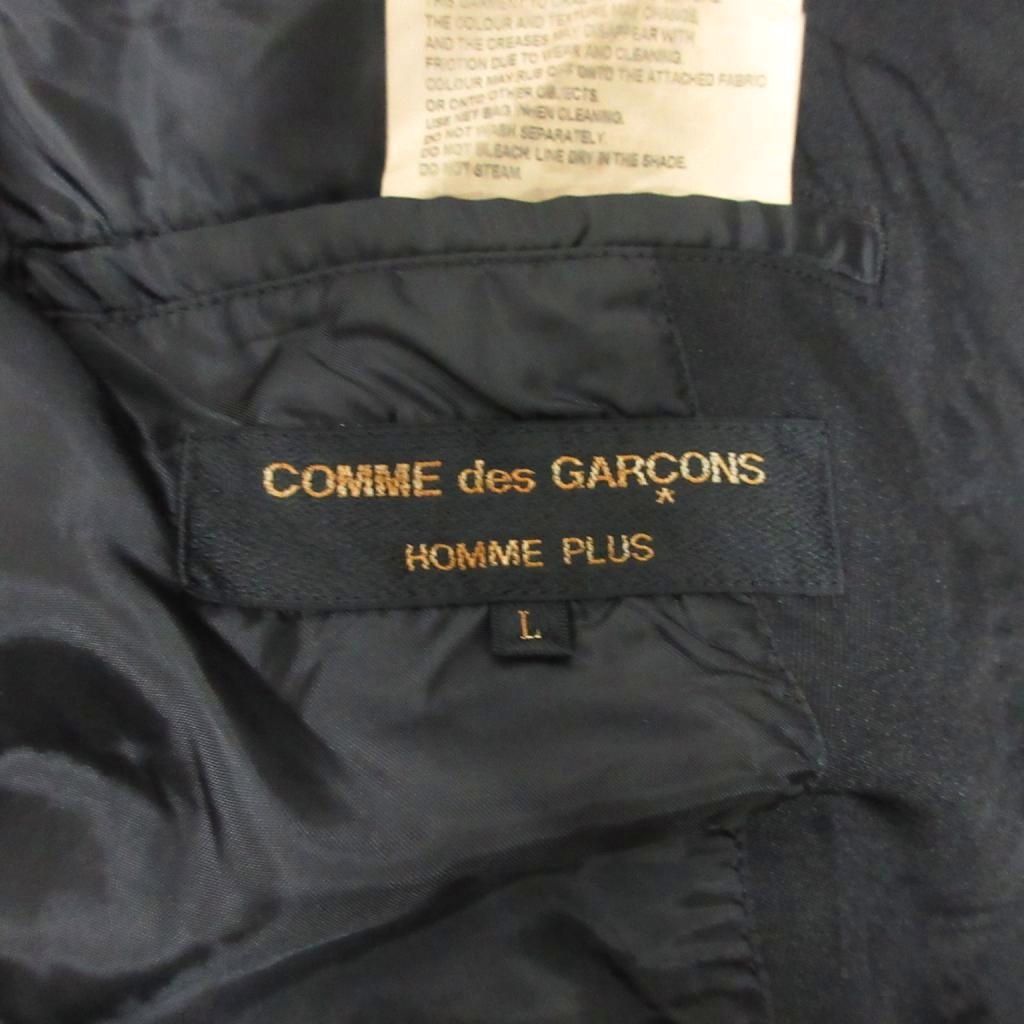 THIS GARMENT
THE COLOUR AND TEXTURE MAY CHANGE
AND THE CREASES MAY DISAPPEAR WITH
FRICTION DUE TO WEAR AND CLEANING.
COLOUR MAY RUB OFF ONTO THE ATTACHED FABRIC
OR ONTO OTHER OBJECTS.
USE NET BAG WHEN CLEANING.
DO NOT WASH SEPARATELY.
DO NOT BLEACH. LINE DRY IN THE SHADE.
DO NOT STEAM.
COMME des GARÇONS
*
HOMME PLUS
L